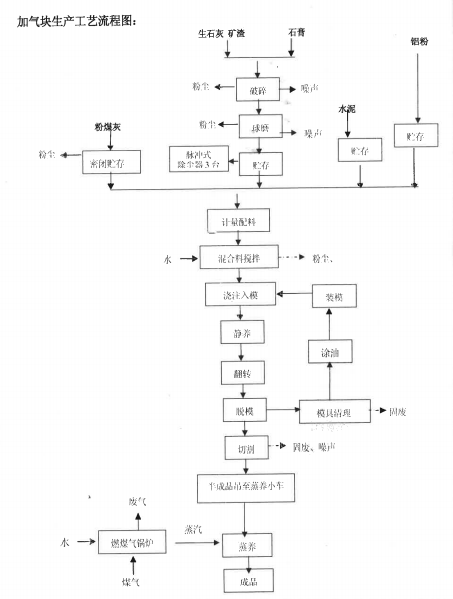 加气块生产工艺流程图：
生石灰 矿渣 石膏
铝粉
粉尘 破碎 噪声
水泥
粉煤灰 粉尘 球磨 噪声
贮存
粉尘 密闭贮存 脉冲式 贮存 贮存
除尘器3台
计量配料
水 混合料搅拌 粉尘、
浇注入模 装模
静养
涂油
翻转
脱模 模具清理 固废
切割 固废、噪声
半成品吊至蒸养小车
废气
蒸汽
水 燃煤气锅炉 蒸养
煤气 成品